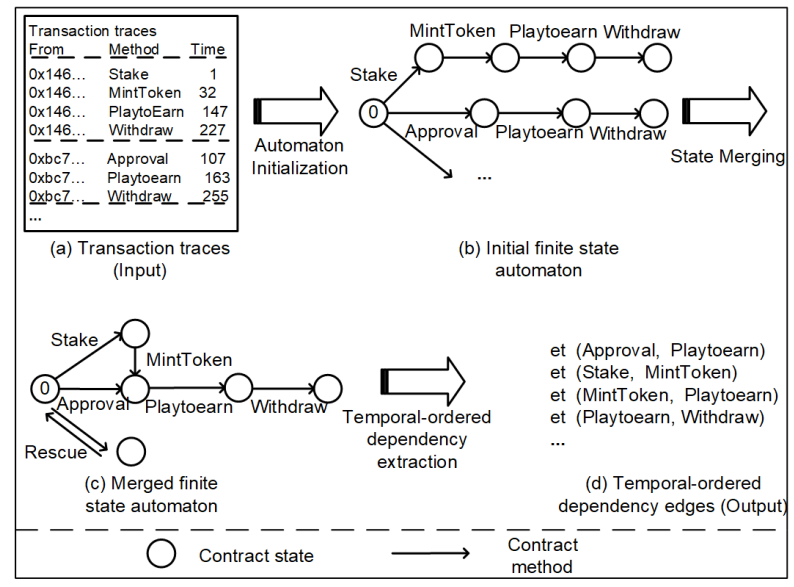 Transaction traces
From Method Time
0x146... Stake 1
0x146... MintToken 32
0x146... PlaytoEarn 147
0x146... Withdraw 227
0xbc7... Approval 107
0xbc7... Playtoearn 163
0xbc7... Withdraw 255
...
(a) Transaction traces
(Input)
Automaton
Initialization
MintToken Playtoearn Withdraw
Stake
0
Approval Playtoearn Withdraw
...
(b) Initial finite state
automaton
State Merging
Stake
MintToken
0
Approval Playtoearn Withdraw
Rescue
(c) Merged finite
state automaton
Temporal-ordered
dependency
extraction
et (Approval, Playtoearn)
et (Stake, MintToken)
et (MintToken, Playtoearn)
et (Playtoearn, Withdraw)
...
(d) Temporal-ordered
dependency edges (Output)
Contract state
Contract
method